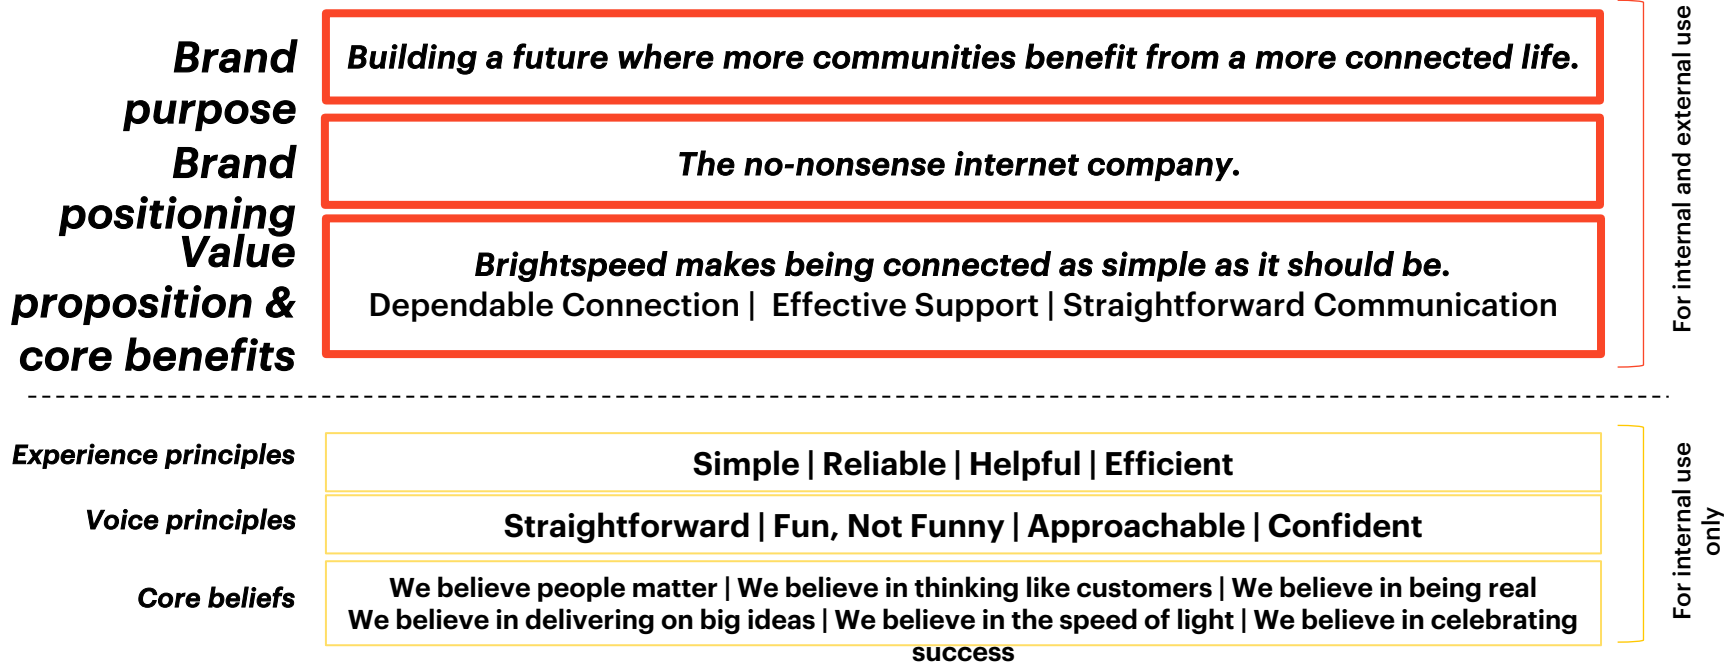 Brand
purpose
Building a future where more communities benefit from a more connected life.
Brand
positioning
The no-nonsense internet company.
Value
proposition &
core benefits
Brightspeed makes being connected as simple as it should be.
Dependable Connection | Effective Support | Straightforward Communication
For internal and external use
Experience principles
Simple | Reliable | Helpful | Efficient
Voice principles
Straightforward | Fun, Not Funny | Approachable | Confident
Core beliefs
We believe people matter | We believe in thinking like customers | We believe in being real
We believe in delivering on big ideas | We believe in the speed of light | We believe in celebrating
success
For internal use
only